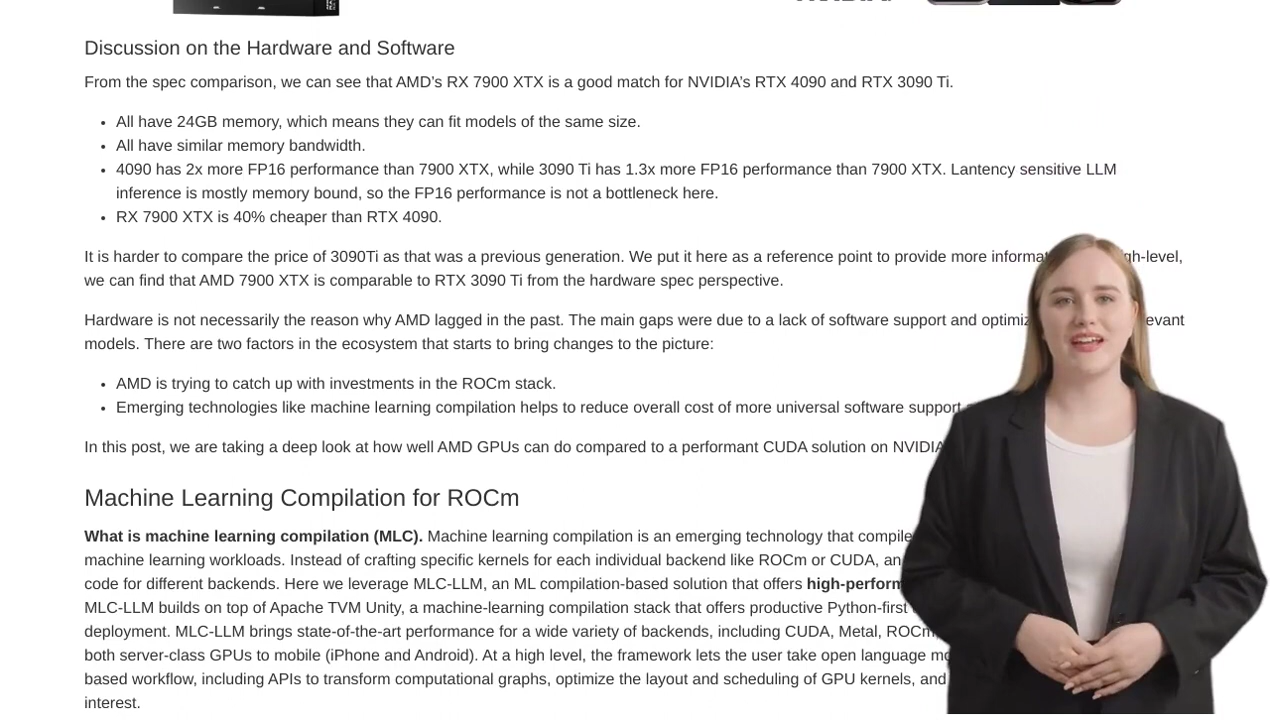 Discussion on the Hardware and Software
From the spec comparison, we can see that AMD's RX 7900 XTX is a good match for NVIDIA's RTX 4090 and RTX 3090 Ti.
• All have 24GB memory, which means they can fit models of the same size.
• All have similar memory bandwidth.
• 4090 has 2x more FP16 performance than 7900 XTX, while 3090 Ti has 1.3x more FP16 performance than 7900 XTX. Lantency sensitive LLM
inference is mostly memory bound, so the FP16 performance is not a bottleneck here.
• RX 7900 XTX is 40% cheaper than RTX 4090.
It is harder to compare the price of 3090Ti as that was a previous generation. We put it here as a reference point to provide more
we can find that AMD 7900 XTX is comparable to RTX 3090 Ti from the hardware spec perspective.
Hardware is not necessarily the reason why AMD lagged in the past. The main gaps were due to a lack of software support and
models. There are two factors in the ecosystem that starts to bring changes to the picture:
• AMD is trying to catch up with investments in the ROCm stack.
• Emerging technologies like machine learning compilation helps to reduce overall cost of more universal software support
In this post, we are taking a deep look at how well AMD GPUs can do compared to a performant CUDA solution on NVIDIA
Machine Learning Compilation for ROCm
What is machine learning compilation (MLC). Machine learning compilation is an emerging technology that
machine learning workloads. Instead of crafting specific kernels for each individual backend like ROCm or CUDA,
code for different backends. Here we leverage MLC-LLM, an ML compilation-based solution that offers
MLC-LLM builds on top of Apache TVM Unity, a machine-learning compilation stack that offers productive Python-first
deployment. MLC-LLM brings state-of-the-art performance for a wide variety of backends, including CUDA, Metal, ROCm,
both server-class GPUs to mobile (iPhone and Android). At a high level, the framework lets the user take open language
based workflow, including APIs to transform computational graphs, optimize the layout and scheduling of GPU kernels, and
interest.